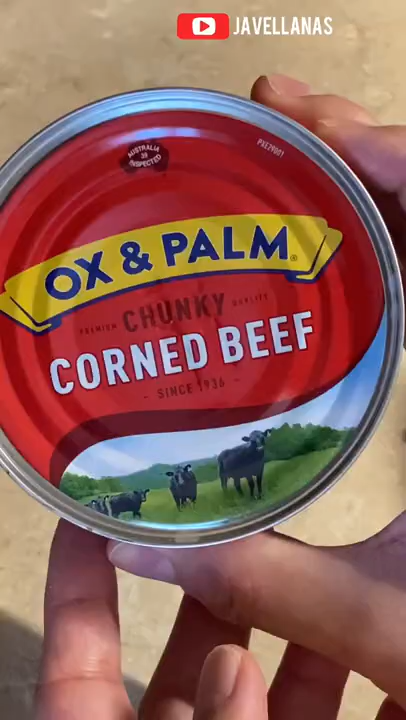 JAVELLANAS
AUSTRALIA
INSPECTED
OX & PALM®
PREMIUM CHUNKY QUALITY
CORNED BEEF
- SINCE 1936 -